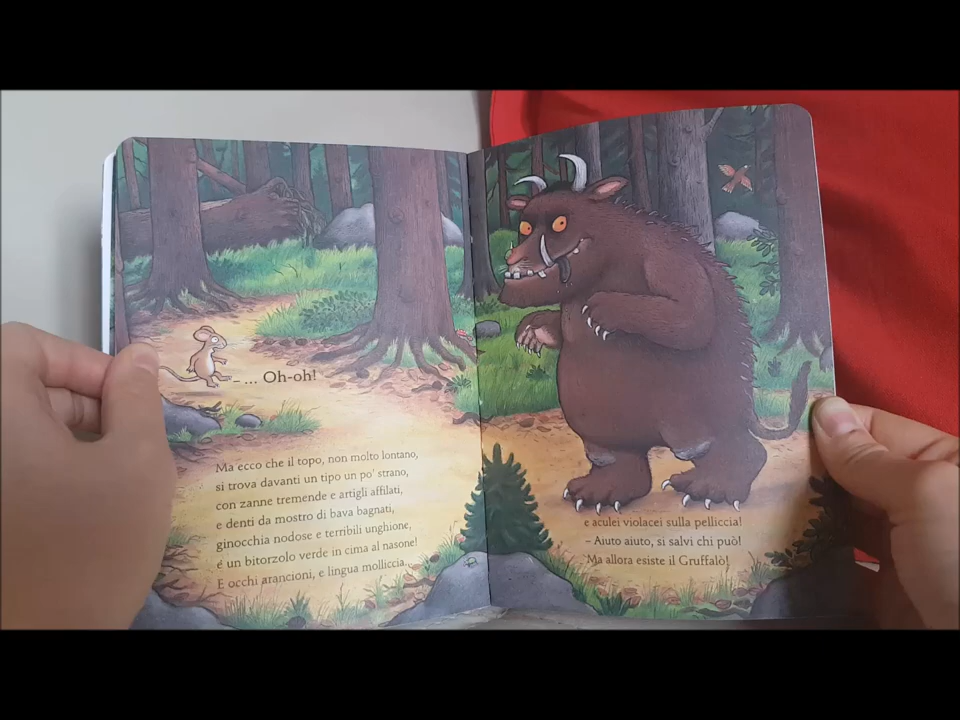 – ... Oh-oh!
Ma ecco che il topo, non molto lontano,
si trova davanti un tipo un po' strano,
con zanne tremende e artigli affilati,
e denti da mostro di bava bagnati,
ginocchia nodose e terribili unghione,
e un bitorzolo verde in cima al nasone!
E occhi arancioni, e lingua molliccia,
e aculei violacei sulla pelliccia!
– Aiuto aiuto, si salvi chi può!
Ma allora esiste il Gruffalò!